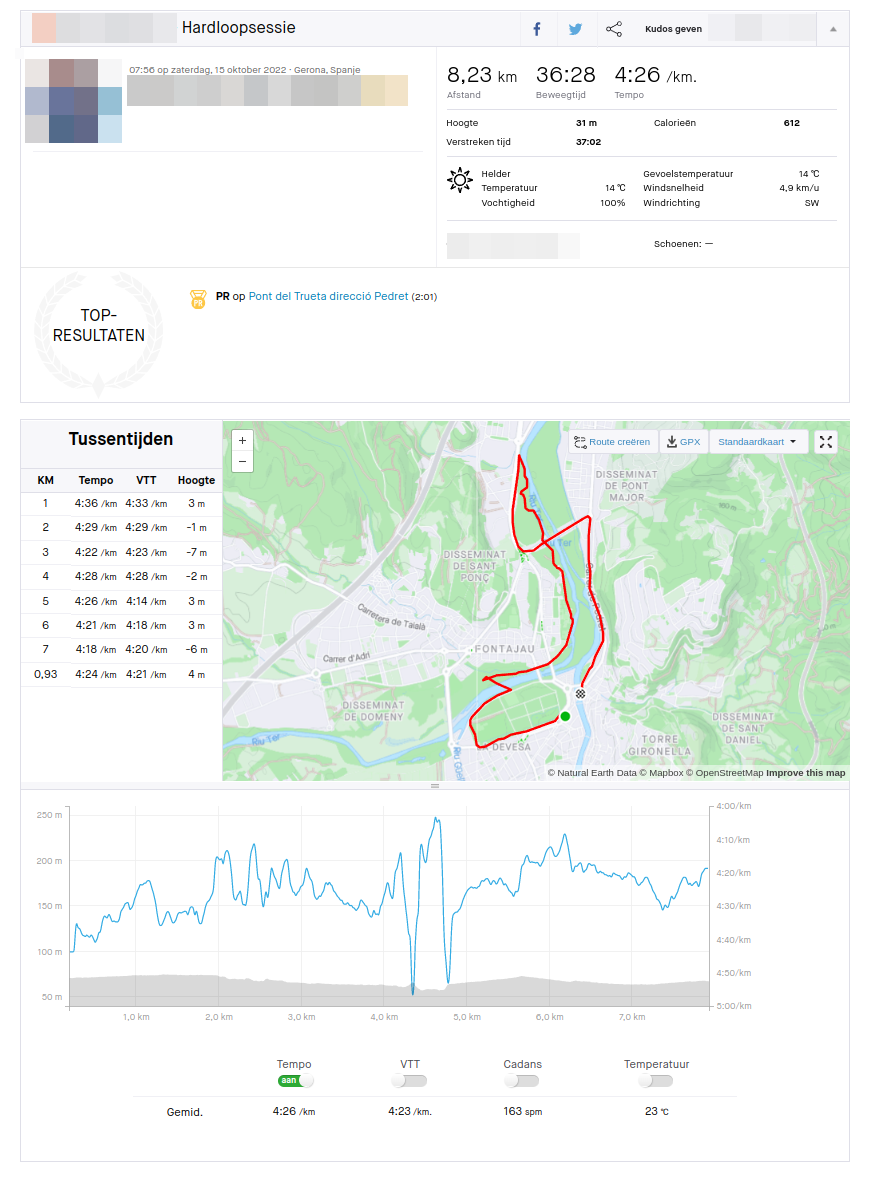 Hardloopsessie
Kudos geven
07:56 op zaterdag, 15 oktober 2022 · Gerona, Spanje
8,23 km 36:28 4:26 /km.
Afstand Beweegtijd Tempo
Hoogte 31 m Calorieën 612
Verstreken tijd 37:02
Helder Gevoelstemperatuur 14 ℃
Temperatuur 14 ℃ Windsnelheid 4,9 km/u
Vochtigheid 100% Windrichting SW
Schoenen: —
TOP-
RESULTATEN
PR
PR op Pont del Trueta direcció Pedret (2:01)
Tussentijden
KM Tempo VTT Hoogte
1 4:36 /km 4:33 /km 3 m
2 4:29 /km 4:29 /km -1 m
3 4:22 /km 4:23 /km -7 m
4 4:28 /km 4:28 /km -2 m
5 4:26 /km 4:14 /km 3 m
6 4:21 /km 4:18 /km 3 m
7 4:18 /km 4:20 /km -6 m
0,93 4:24 /km 4:21 /km 4 m
+
−
Route creëren
GPX
Standaardkaart
DISSEMINAT
DE PONT
MAJOR
160 m
Riu Ter
Riu Ter
DISSEMINAT
DE SANT
PONÇ
Carretera de Taialà
Carrer d'Adri
FONTAJAU
DISSEMINAT
DE DOMENY
Riu Ter
LA DEVESA
TORRE
GIRONELLA
DISSEMINAT
DE SANT
DANIEL
© Natural Earth Data © Mapbox © OpenStreetMap Improve this map
250 m
200 m
150 m
100 m
50 m
4:00/km
4:10/km
4:20/km
4:30/km
4:40/km
4:50/km
5:00/km
1,0 km 2,0 km 3,0 km 4,0 km 5,0 km 6,0 km 7,0 km
Tempo VTT Cadans Temperatuur
aan
Gemid. 4:26 /km 4:23 /km. 163 spm 23 ℃